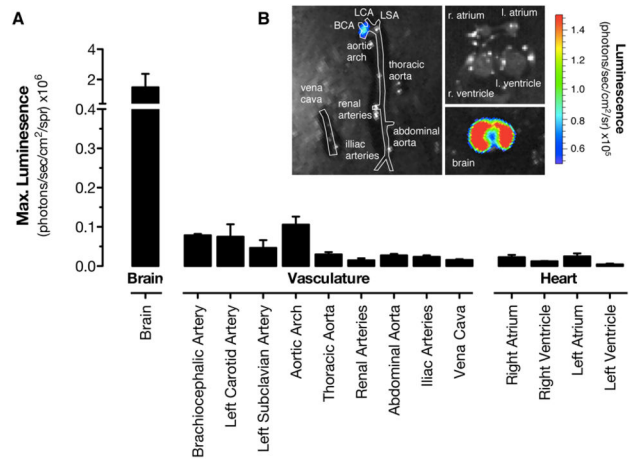 A
Max. Luminesence
(photons/sec/cm²/spr) x10⁶
4
2
0.4
0.3
0.2
0.1
0.0
Brain
Vasculature
Heart
Brain
Brachiocephalic Artery
Left Carotid Artery
Left Subclavian Artery
Aortic Arch
Thoracic Aorta
Renal Arteries
Abdominal Aorta
Iliac Arteries
Vena Cava
Right Atrium
Right Ventricle
Left Atrium
Left Ventricle
B
LCA
BCA
LSA
aortic
arch
thoracic
aorta
vena
cava
renal
arteries
illiac
arteries
abdominal
aorta
r. atrium
l. atrium
r. ventricle
l. ventricle
brain
1.4
1.2
1.0
0.8
0.6
Luminescence
(photons/sec/cm²/sr) x10⁵